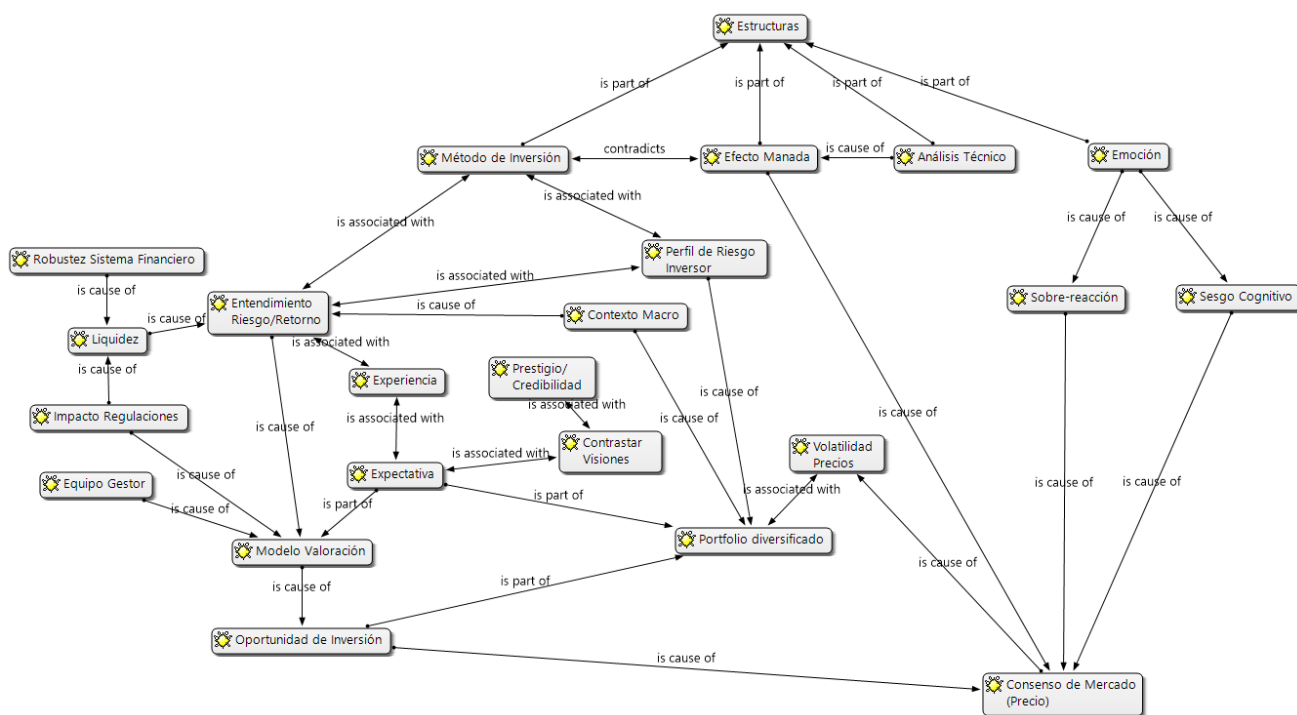 Estructuras
is part of
is part of
is part of
is part of
Método de Inversión
contradicts
Efecto Manada
is cause of
Análisis Técnico
Emoción
is associated with
is associated with
is cause of
is cause of
Robustez Sistema Financiero
Perfil de Riesgo
Inversor
is associated with
is cause of
Entendimiento
Riesgo/Retorno
is cause of
Contexto Macro
Sobre-reacción
Sesgo Cognitivo
is cause of
Liquidez
is associated with
is cause of
Experiencia
Prestigio/
Credibilidad
is cause of
is associated with
Impacto Regulaciones
is associated with
is cause of
is cause of
is cause of
Contrastar
Visiones
Volatilidad
Precios
is associated with
is cause of
Expectativa
Equipo Gestor
is cause of
is part of
is part of
is associated with
is cause of
is cause of
Modelo Valoración
Portfolio diversificado
is cause of
is cause of
is part of
Oportunidad de Inversión
is cause of
Consenso de Mercado
(Precio)